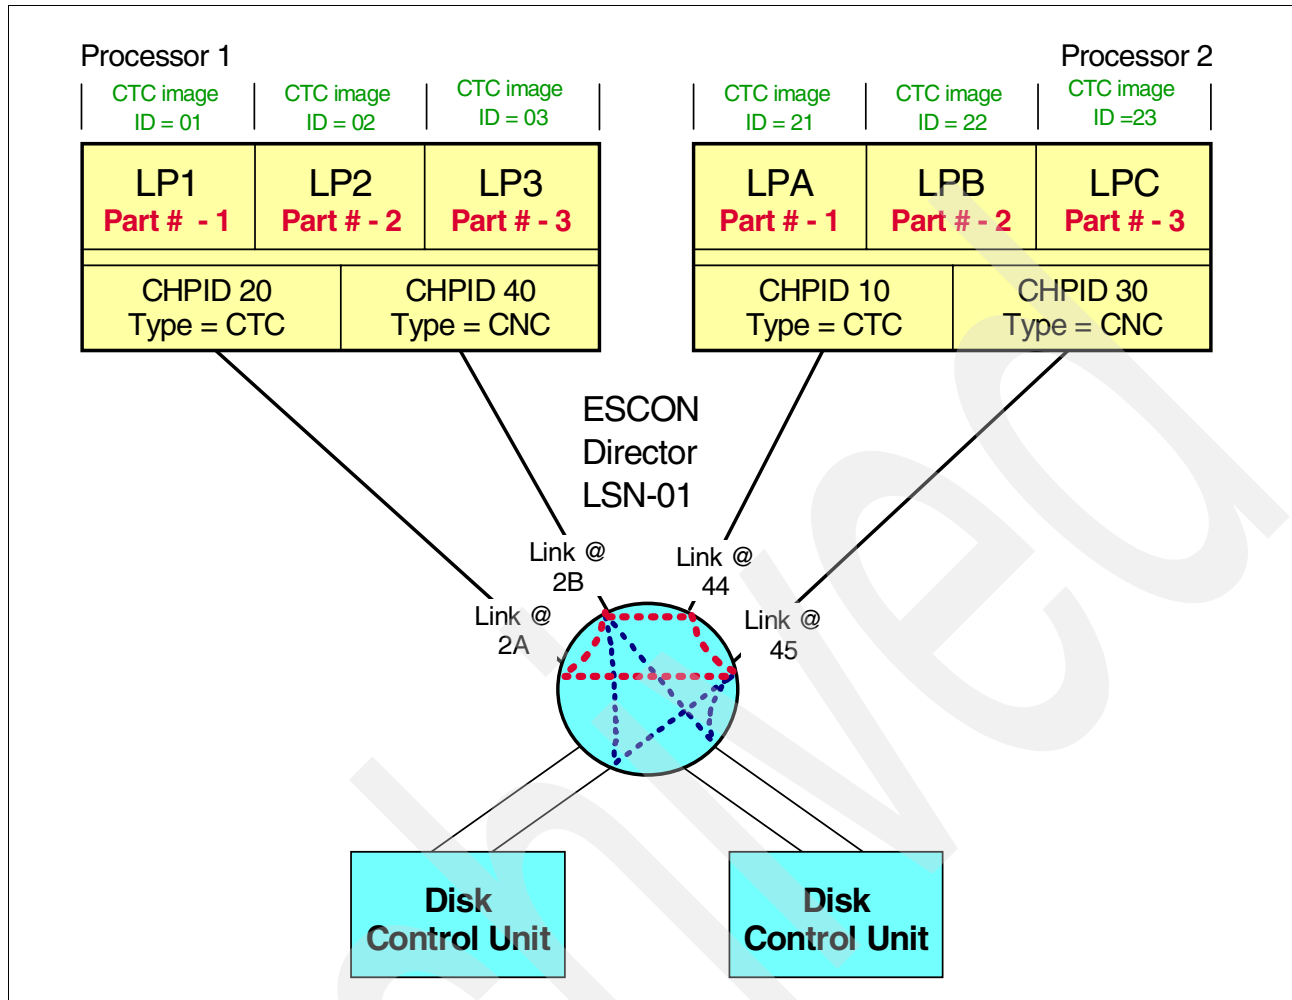 Processor 1
Processor 2
CTC image
ID = 01
CTC image
ID = 02
CTC image
ID = 03
CTC image
ID = 21
CTC image
ID = 22
CTC image
ID =23
LP1
Part # - 1
LP2
Part # - 2
LP3
Part # - 3
LPA
Part # - 1
LPB
Part # - 2
LPC
Part # - 3
CHPID 20
Type = CTC
CHPID 40
Type = CNC
CHPID 10
Type = CTC
CHPID 30
Type = CNC
ESCON
Director
LSN-01
Link @
2B
Link @
44
Link @
2A
Link @
45
Disk
Control Unit
Disk
Control Unit
hived